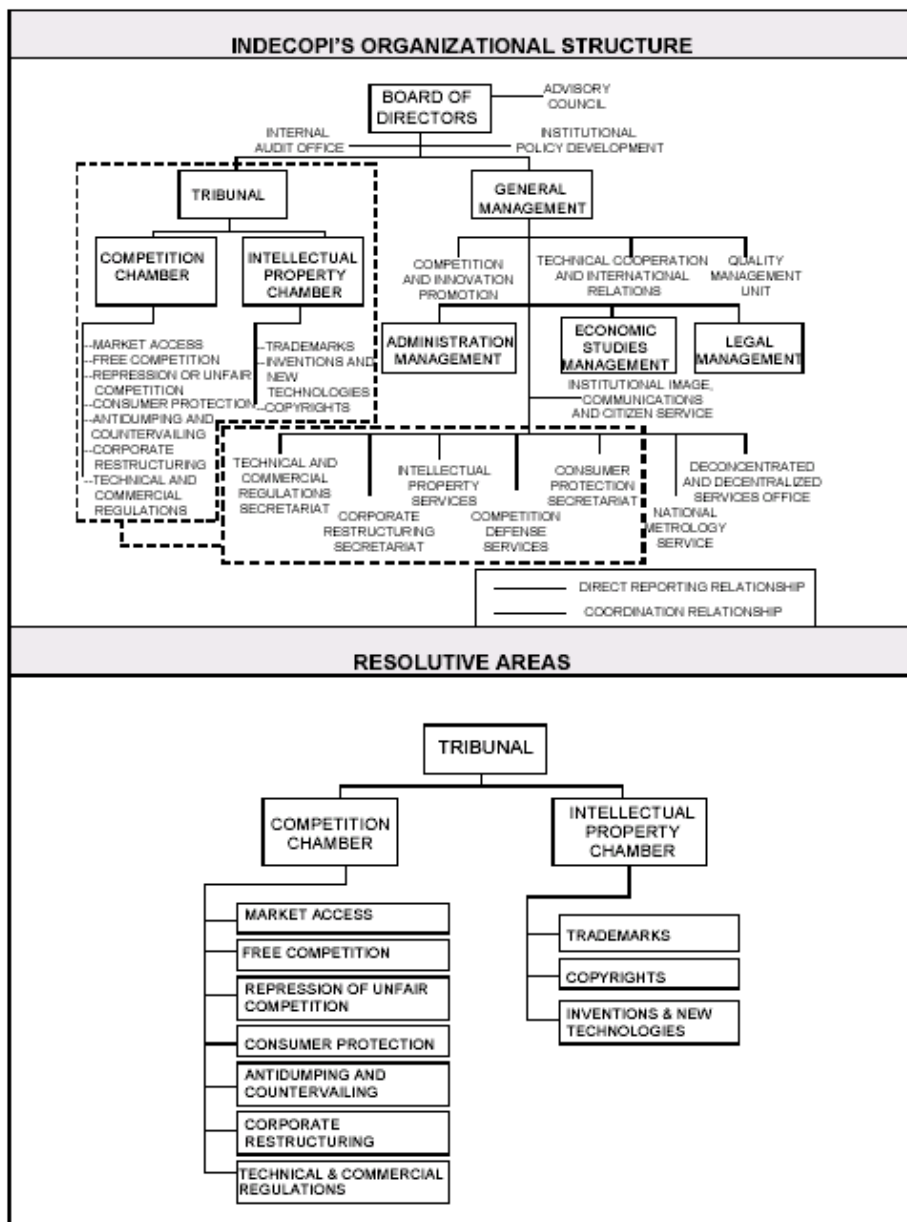 INDECOPI'S ORGANIZATIONAL STRUCTURE
BOARD OF
DIRECTORS
ADVISORY
COUNCIL
INTERNAL
AUDIT OFFICE
INSTITUTIONAL
POLICY DEVELOPMENT
TRIBUNAL
GENERAL
MANAGEMENT
COMPETITION
CHAMBER
INTELLECTUAL
PROPERTY
CHAMBER
COMPETITION
AND INNOVATION
PROMOTION
TECHNICAL COOPERATION
AND INTERNATIONAL
RELATIONS
QUALITY
MANAGEMENT
UNIT
--MARKET ACCESS
--FREE COMPETITION
--REPRESSION OR UNFAIR
COMPETITION
--CONSUMER PROTECTION
--ANTIDUMPING AND
COUNTERVAILING
--CORPORATE
RESTRUCTURING
--TECHNICAL AND
COMMERCIAL
REGULATIONS
--TRADEMARKS
--INVENTIONS AND
NEW
TECHNOLOGIES
--COPYRIGHTS
ADMINISTRATION
MANAGEMENT
ECONOMIC
STUDIES
MANAGEMENT
LEGAL
MANAGEMENT
INSTITUTIONAL IMAGE,
COMMUNICATIONS
AND CITIZEN SERVICE
TECHNICAL AND
COMMERCIAL
REGULATIONS
SECRETARIAT
CORPORATE
RESTRUCTURING
SECRETARIAT
INTELLECTUAL
PROPERTY
SERVICES
COMPETITION
DEFENSE
SERVICES
CONSUMER
PROTECTION
SECRETARIAT
NATIONAL
METROLOGY
SERVICE
DECONCENTRATED
AND DECENTRALIZED
SERVICES OFFICE
DIRECT REPORTING RELATIONSHIP
COORDINATION RELATIONSHIP
RESOLUTIVE AREAS
TRIBUNAL
COMPETITION
CHAMBER
INTELLECTUAL
PROPERTY
CHAMBER
MARKET ACCESS
FREE COMPETITION
REPRESSION OF UNFAIR
COMPETITION
CONSUMER PROTECTION
ANTIDUMPING AND
COUNTERVAILING
CORPORATE
RESTRUCTURING
TECHNICAL & COMMERCIAL
REGULATIONS
TRADEMARKS
COPYRIGHTS
INVENTIONS & NEW
TECHNOLOGIES